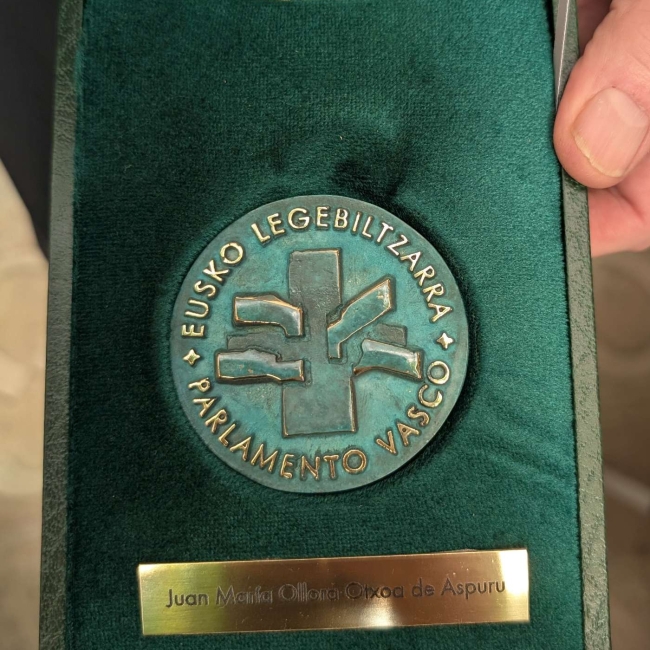 EUSKO LEGEBILTZARRA
PARLAMENTO VASCO
Juan María Ollora Otxoa de Aspuru